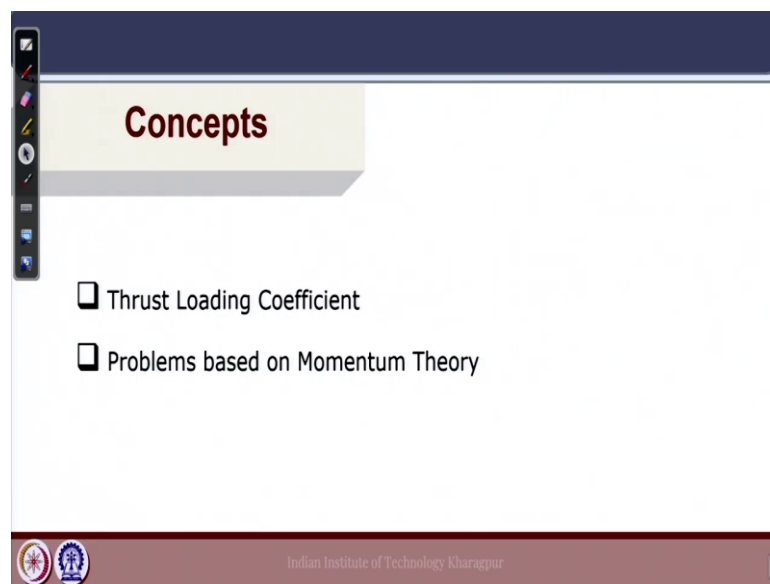 Concepts
Thrust Loading Coefficient
Problems based on Momentum Theory
Indian Institute of Technology Kharagpur